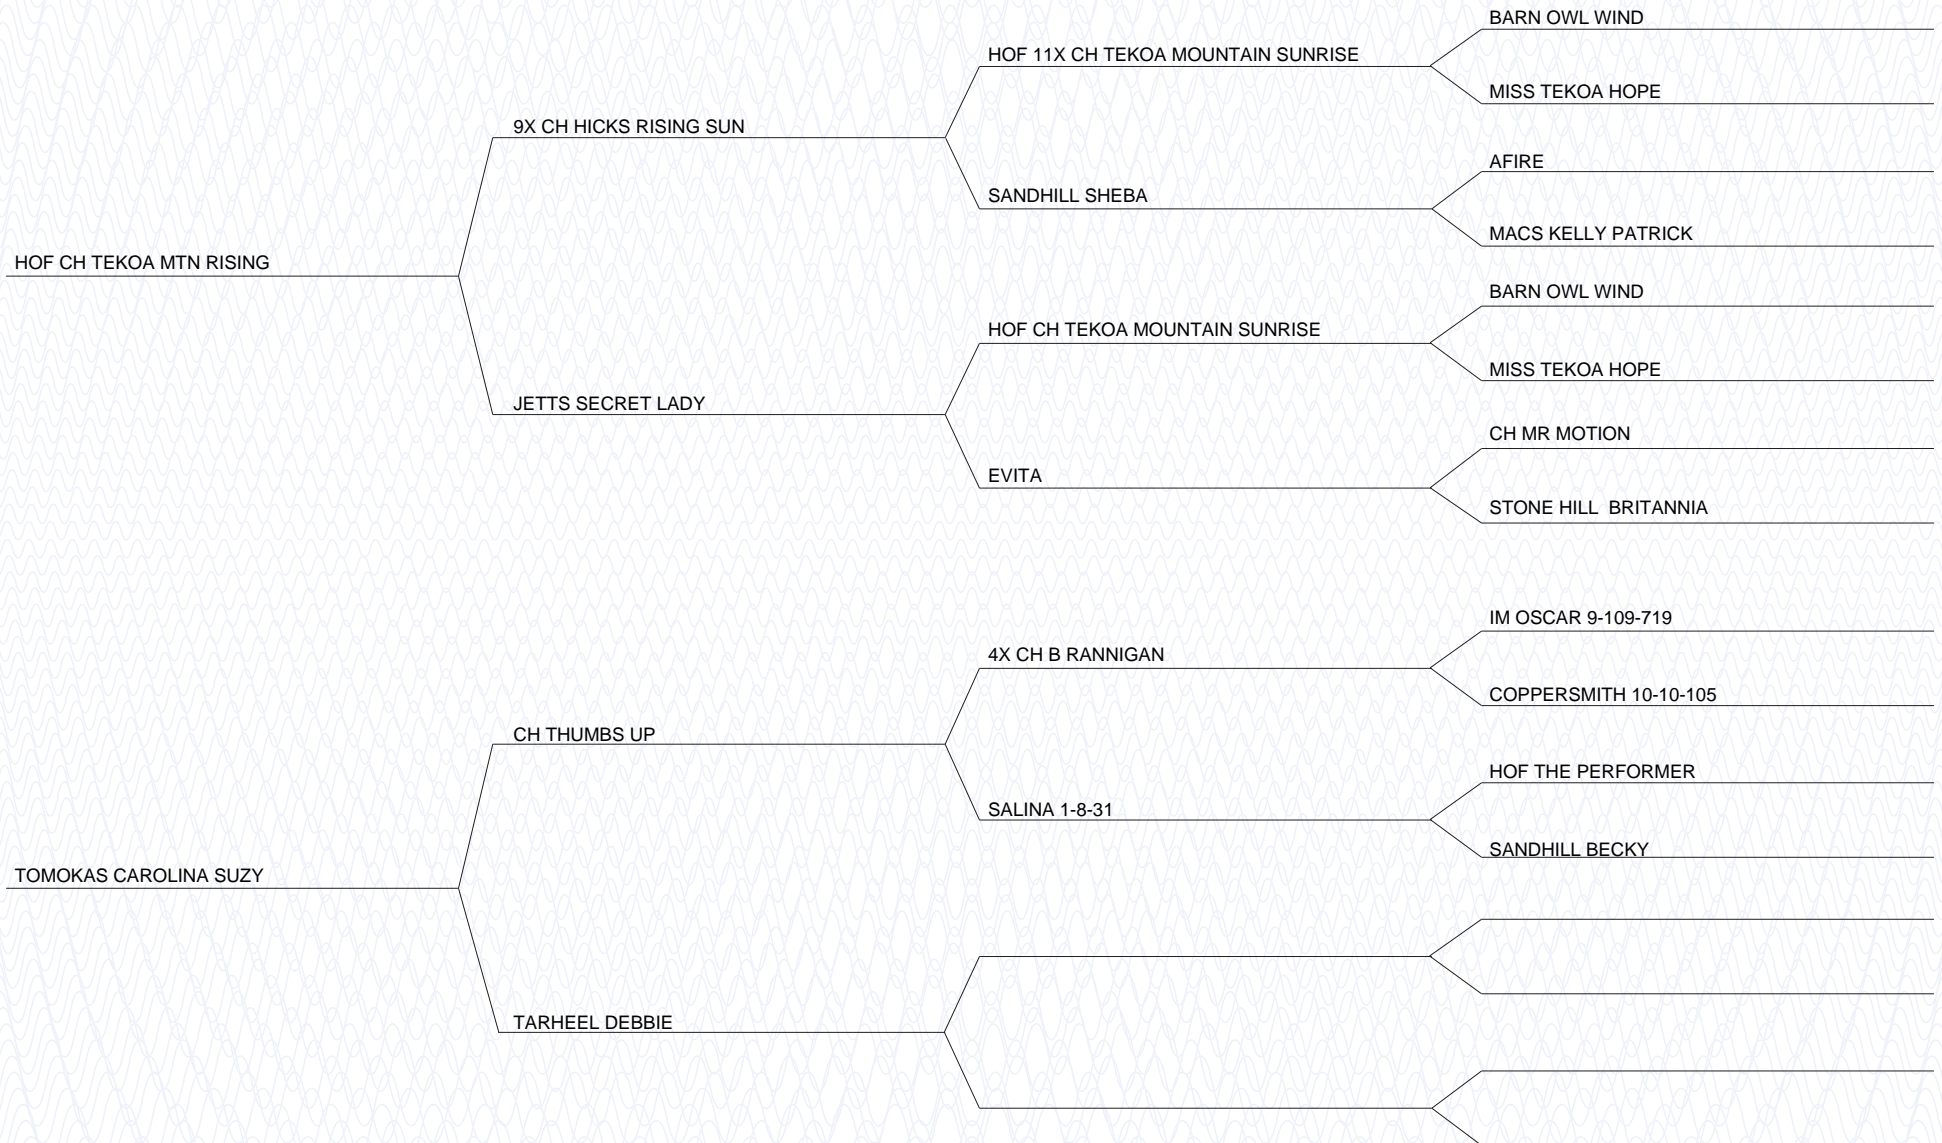 BARN OWL WIND
HOF 11X CH TEKOA MOUNTAIN SUNRISE
MISS TEKOA HOPE
9X CH HICKS RISING SUN
AFIRE
SANDHILL SHEBA
MACS KELLY PATRICK
HOF CH TEKOA MTN RISING
BARN OWL WIND
HOF CH TEKOA MOUNTAIN SUNRISE
MISS TEKOA HOPE
JETTS SECRET LADY
CH MR MOTION
EVITA
STONE HILL  BRITANNIA
IM OSCAR 9-109-719
4X CH B RANNIGAN
COPPERSMITH 10-10-105
CH THUMBS UP
HOF THE PERFORMER
SALINA 1-8-31
SANDHILL BECKY
TOMOKAS CAROLINA SUZY
TARHEEL DEBBIE